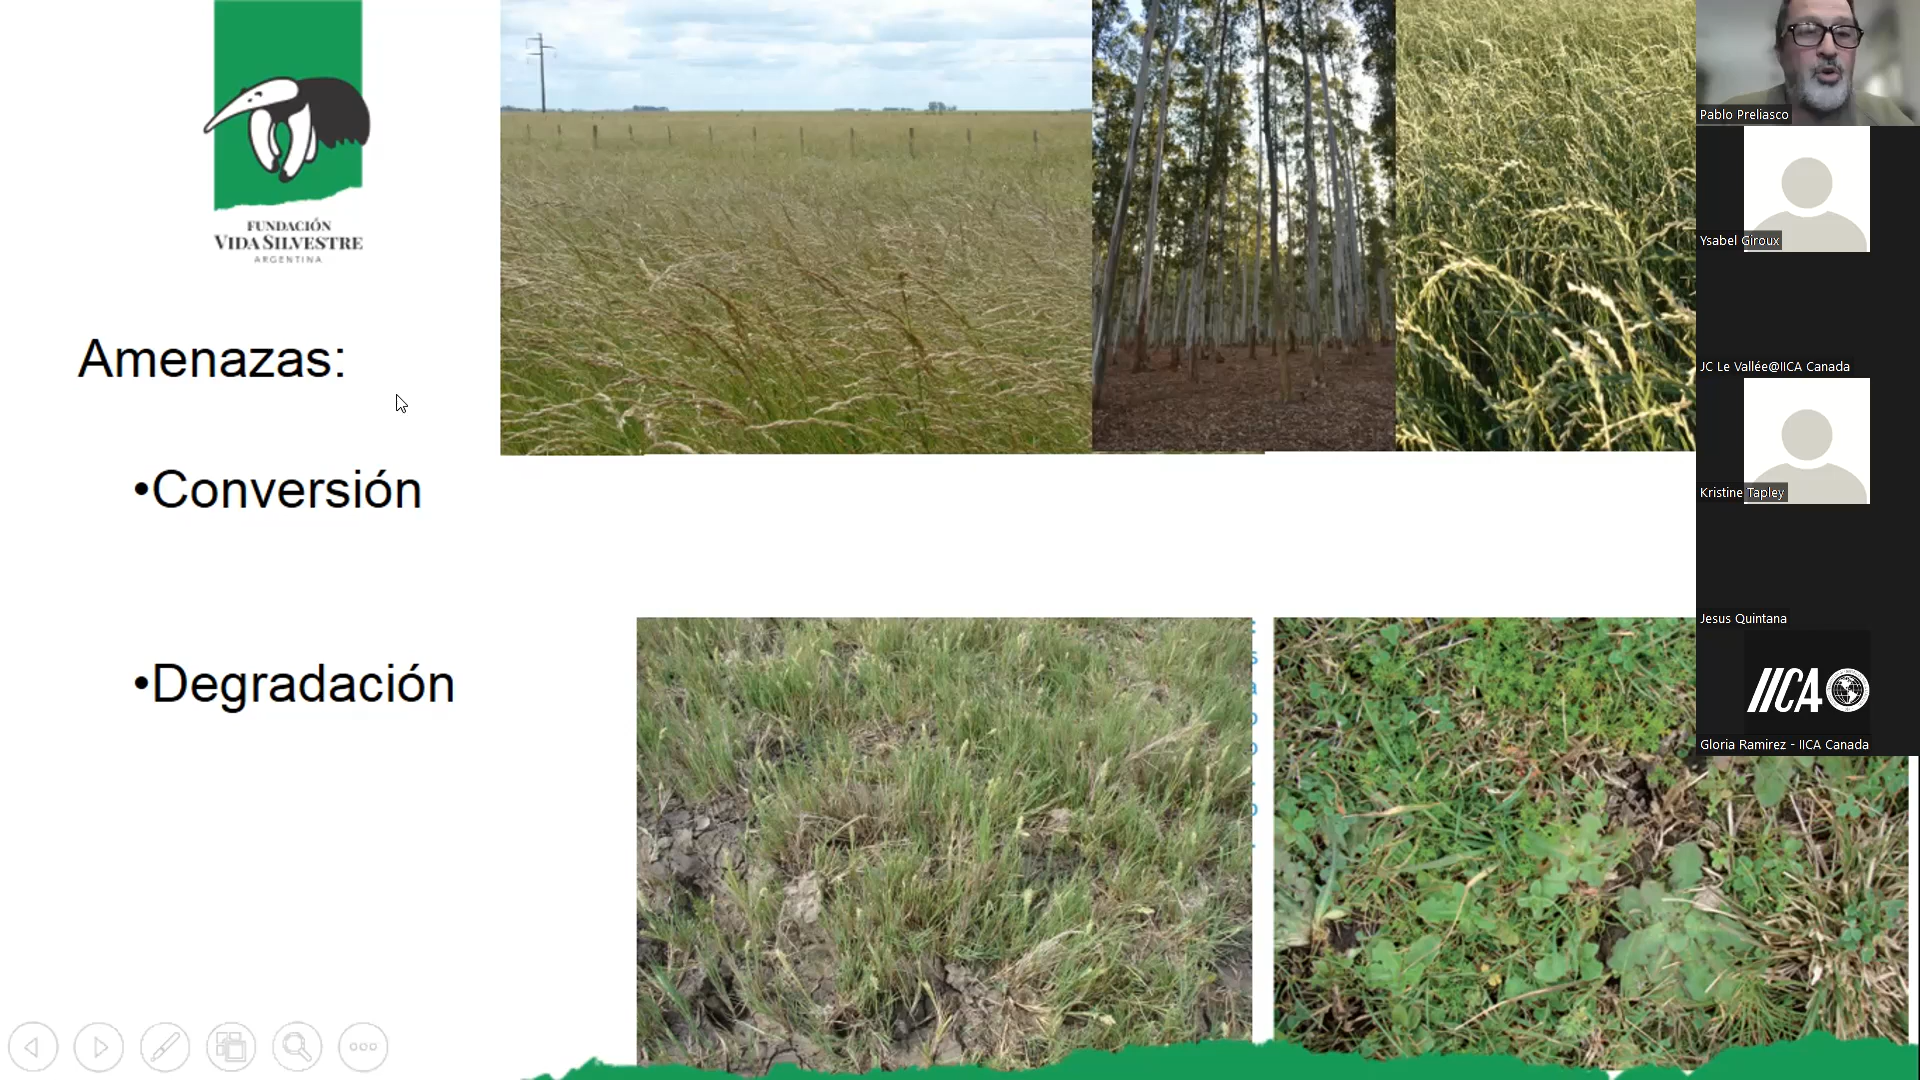 FUNDACIÓN
VIDA SILVESTRE
ARGENTINA
Amenazas:
•Conversión
•Degradación
Pablo Preliasco
Ysabel Giroux
JC Le Vallée@IICA Canada
Kristine Tapley
Jesus Quintana
IICA
Gloria Ramirez - IICA Canada